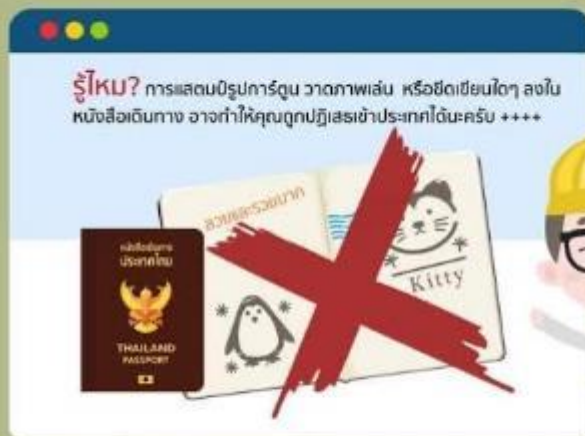 รู้ไหม? การแสตมป์รูปการ์ตูน วาดภาพเล่น หรือขีดเขียนใดๆ ลงใน
หนังสือเดินทาง อาจทำให้คุณถูกปฏิเสธเข้าประเทศได้นะครับ ++++
สวยและรวยมาก
Kitty
หนังสือเดินทาง
ประเทศไทย
THAILAND
PASSPORT